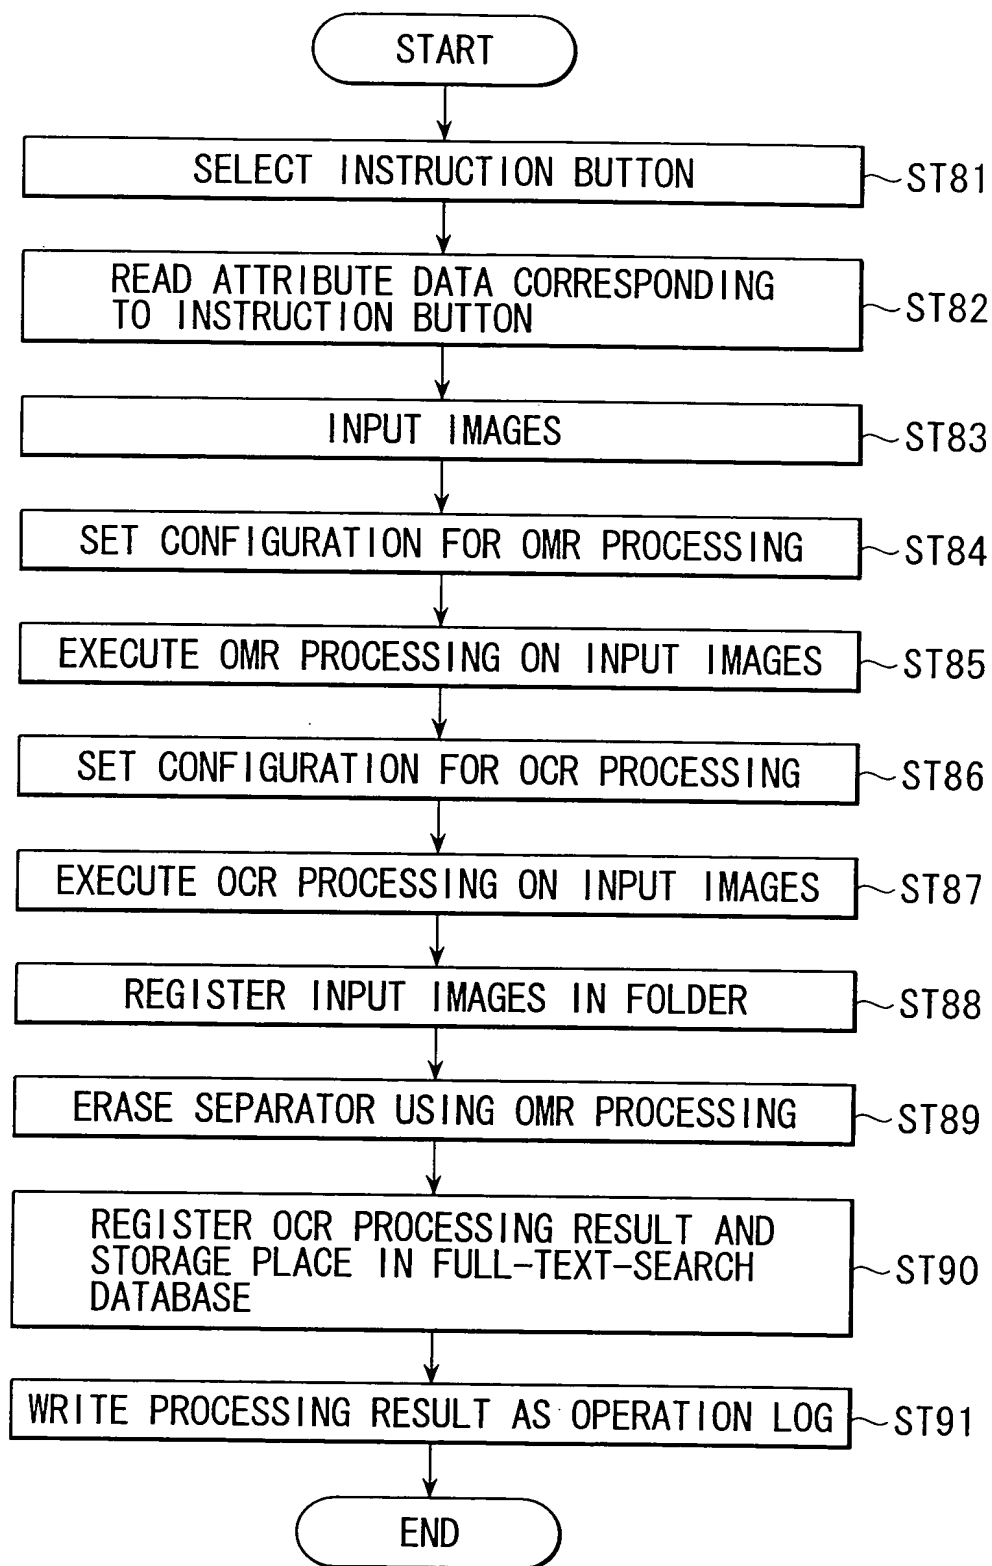 START
SELECT INSTRUCTION BUTTON
ST81
READ ATTRIBUTE DATA CORRESPONDING
TO INSTRUCTION BUTTON
ST82
INPUT IMAGES
ST83
SET CONFIGURATION FOR OMR PROCESSING
ST84
EXECUTE OMR PROCESSING ON INPUT IMAGES
ST85
SET CONFIGURATION FOR OCR PROCESSING
ST86
EXECUTE OCR PROCESSING ON INPUT IMAGES
ST87
REGISTER INPUT IMAGES IN FOLDER
ST88
ERASE SEPARATOR USING OMR PROCESSING
ST89
REGISTER OCR PROCESSING RESULT AND
STORAGE PLACE IN FULL-TEXT-SEARCH
DATABASE
ST90
WRITE PROCESSING RESULT AS OPERATION LOG
ST91
END